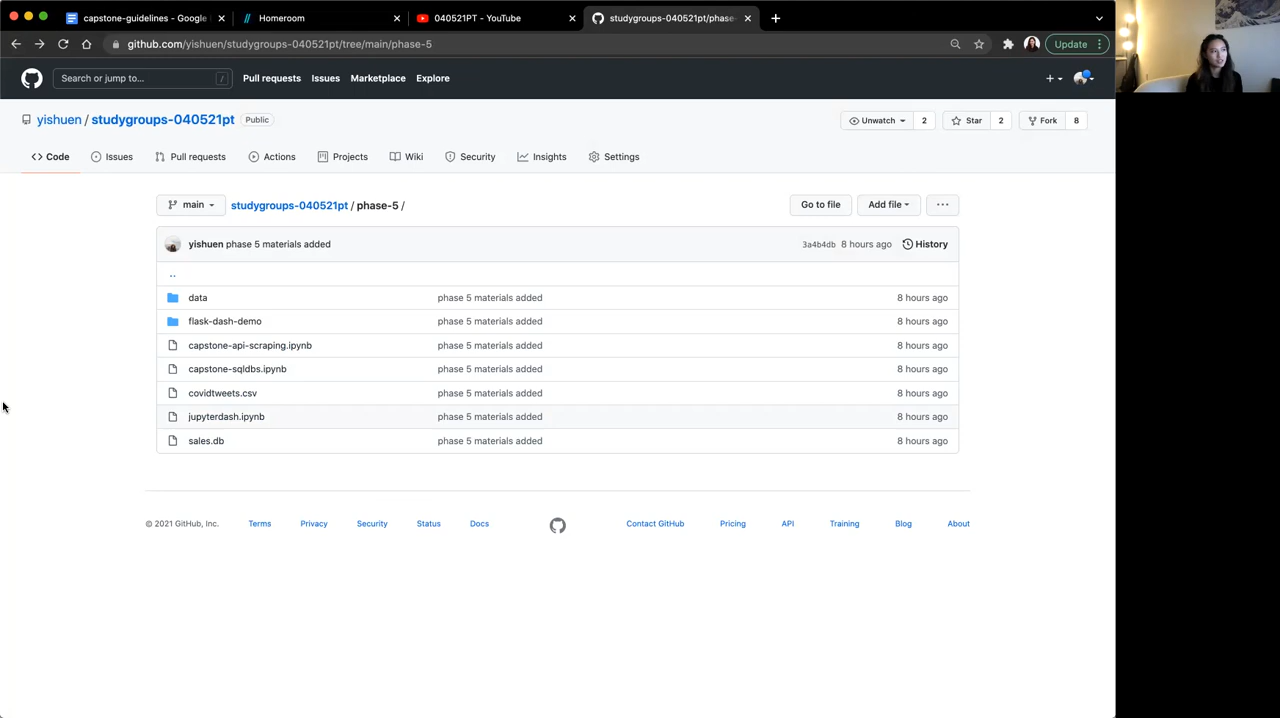 capstone-guidelines - Google
Homeroom
040521PT - YouTube
studygroups-040521pt/phase-
github.com/yishuen/studygroups-040521pt/tree/main/phase-5
Update
Search or jump to...
/
Pull requests
Issues
Marketplace
Explore
yishuen / studygroups-040521pt
Public
Unwatch
2
Star
2
Fork
8
Code
Issues
Pull requests
Actions
Projects
Wiki
Security
Insights
Settings
main
studygroups-040521pt / phase-5 /
Go to file
Add file
...
yishuen phase 5 materials added
3a4b4db 8 hours ago
History
..
data phase 5 materials added 8 hours ago
flask-dash-demo phase 5 materials added 8 hours ago
capstone-api-scraping.ipynb phase 5 materials added 8 hours ago
capstone-sqldbs.ipynb phase 5 materials added 8 hours ago
covidtweets.csv phase 5 materials added 8 hours ago
jupyterdash.ipynb phase 5 materials added 8 hours ago
sales.db phase 5 materials added 8 hours ago
© 2021 GitHub, Inc. Terms Privacy Security Status Docs Contact GitHub Pricing API Training Blog About